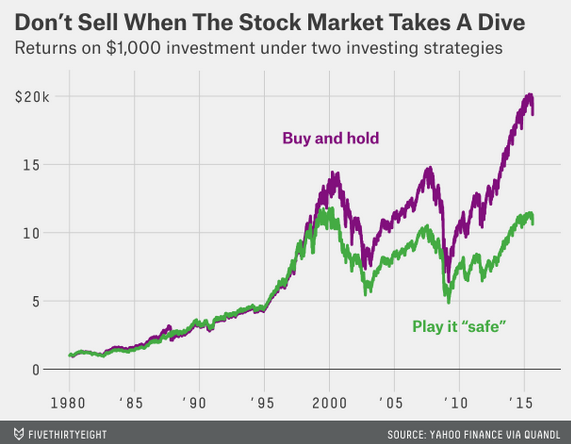 Don't Sell When The Stock Market Takes A Dive
Returns on $1,000 investment under two investing strategies
$20k
Buy and hold
15
10
5
Play it “safe”
0
1980 ‘85 ‘90 ‘95 2000 ‘05 ‘10 ‘15
FIVETHIRTYEIGHT SOURCE: YAHOO FINANCE VIA QUANDL